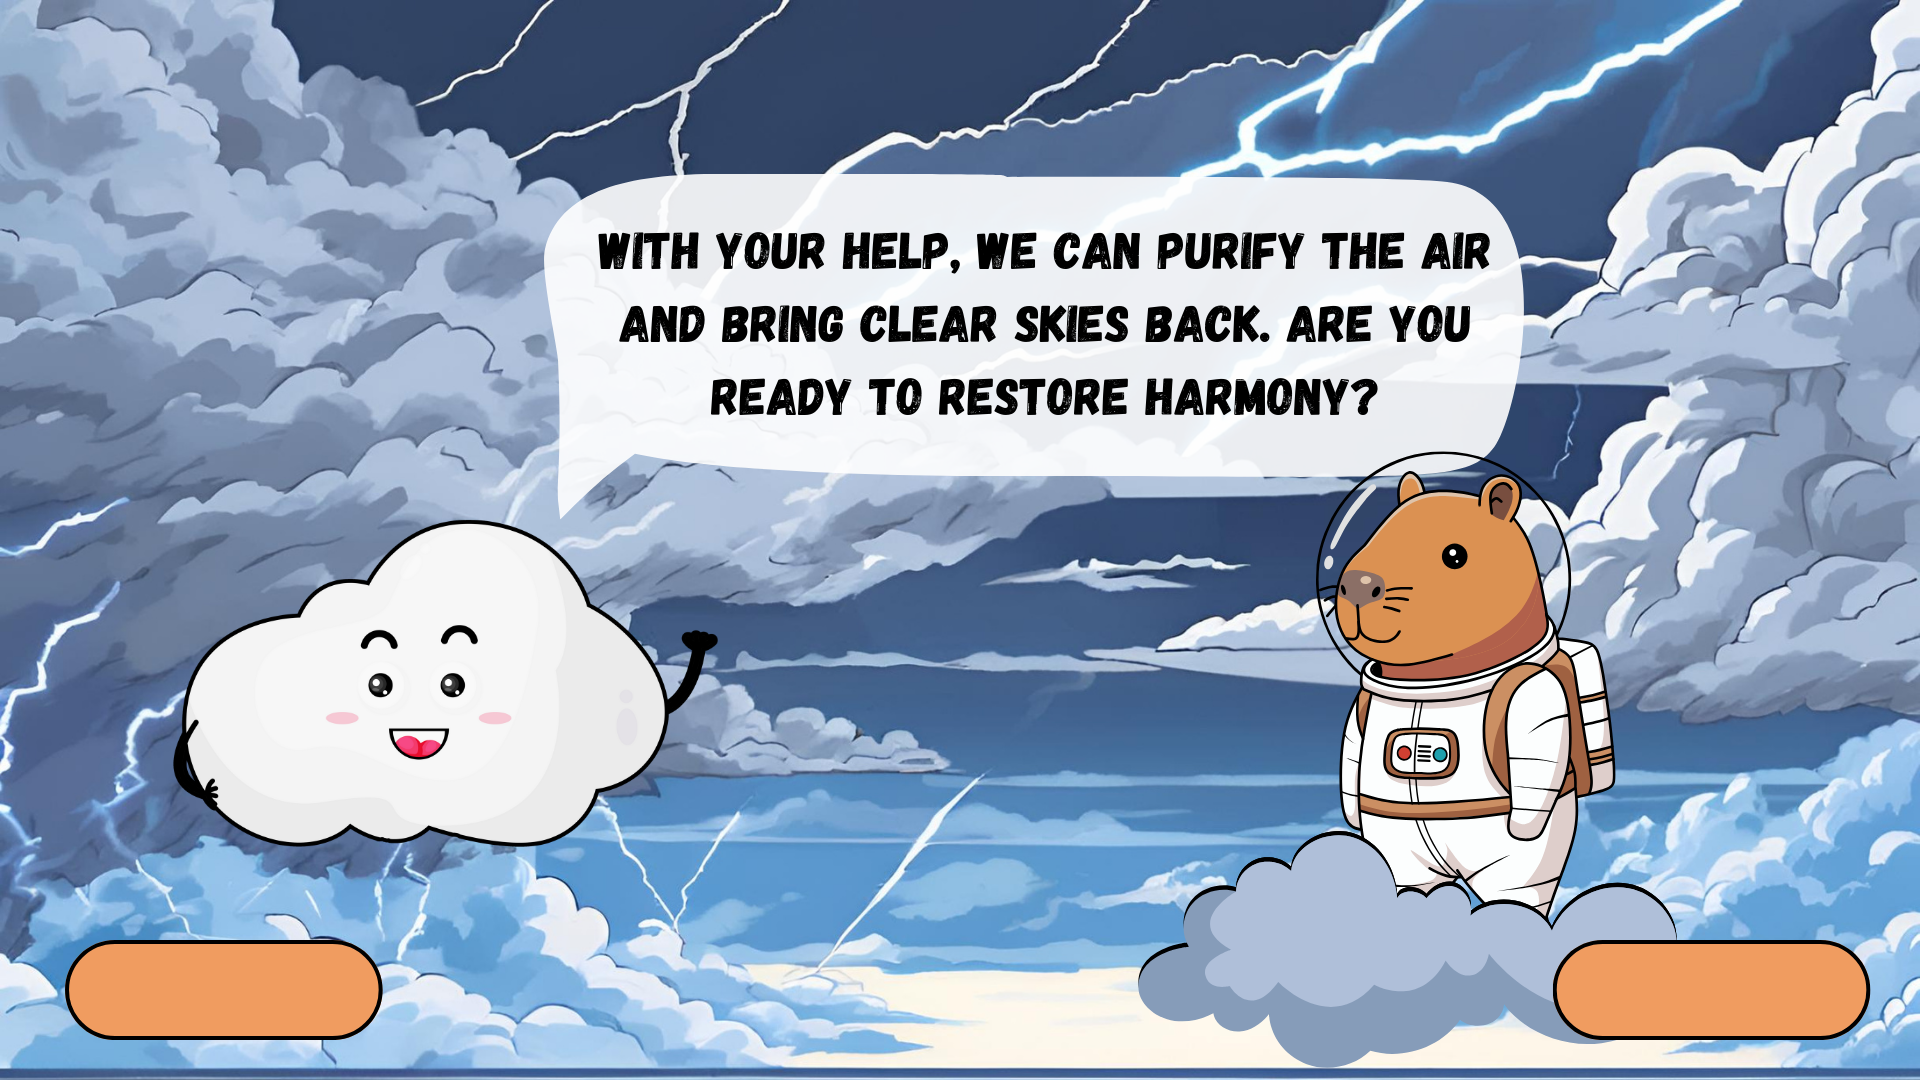 WITH YOUR HELP, WE CAN PURIFY THE AIR
AND BRING CLEAR SKIES BACK. ARE YOU
READY TO RESTORE HARMONY?